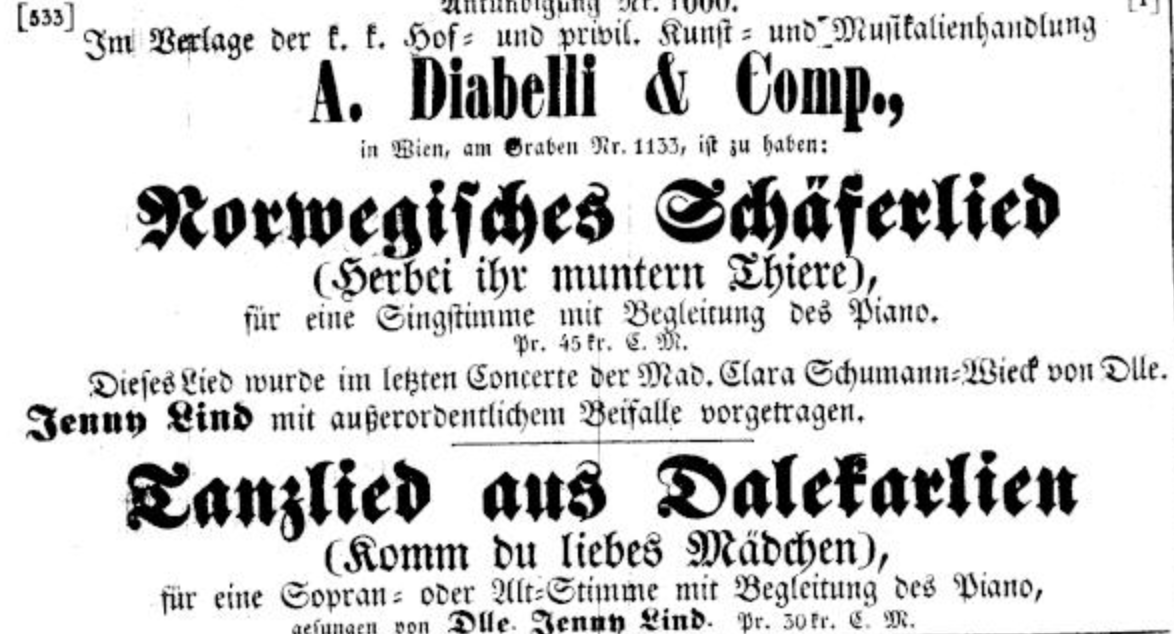 [533] Ankündigung Nr. 1000. [1]
Im Verlage der k. k. Hof- und privil. Kunst- und Musikalienhandlung
A. Diabelli & Comp.,
in Wien, am Graben Nr. 1133, ist zu haben:
Norwegisches Schäferlied
(Herbei ihr muntern Thiere),
für eine Singstimme mit Begleitung des Piano.
Pr. 45 kr. C. M.
Dieses Lied wurde im letzten Concerte der Mad. Clara Schumann-Wieck von Dlle.
Jenny Lind mit außerordentlichem Beifalle vorgetragen.
Tanzlied aus Dalekarlien
(Komm du liebes Mädchen),
für eine Sopran- oder Alt-Stimme mit Begleitung des Piano,
gesungen von Dlle. Jenny Lind. Pr. 30 kr. C. M.